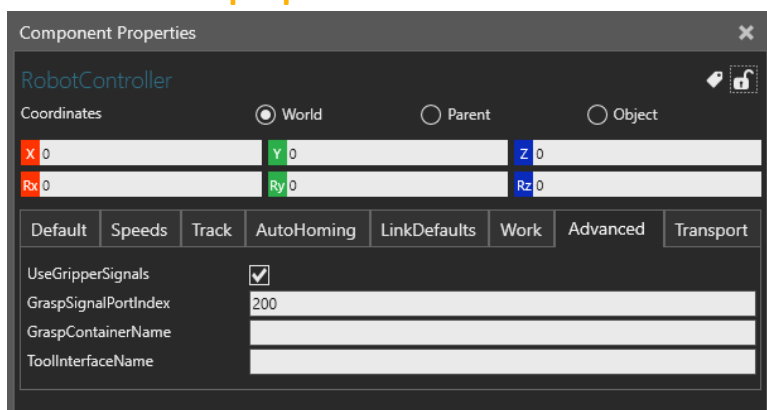 Component Properties
RobotController
Coordinates World Parent Object
X 0 Y 0 Z 0
Rx 0 Ry 0 Rz 0
Default Speeds Track AutoHoming LinkDefaults Work Advanced Transport
UseGripperSignals
GraspSignalPortIndex 200
GraspContainerName
ToolInterfaceName